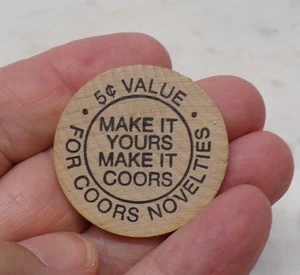 • 5¢ VALUE •
FOR COORS NOVELTIES
MAKE IT
YOURS
MAKE IT
COORS